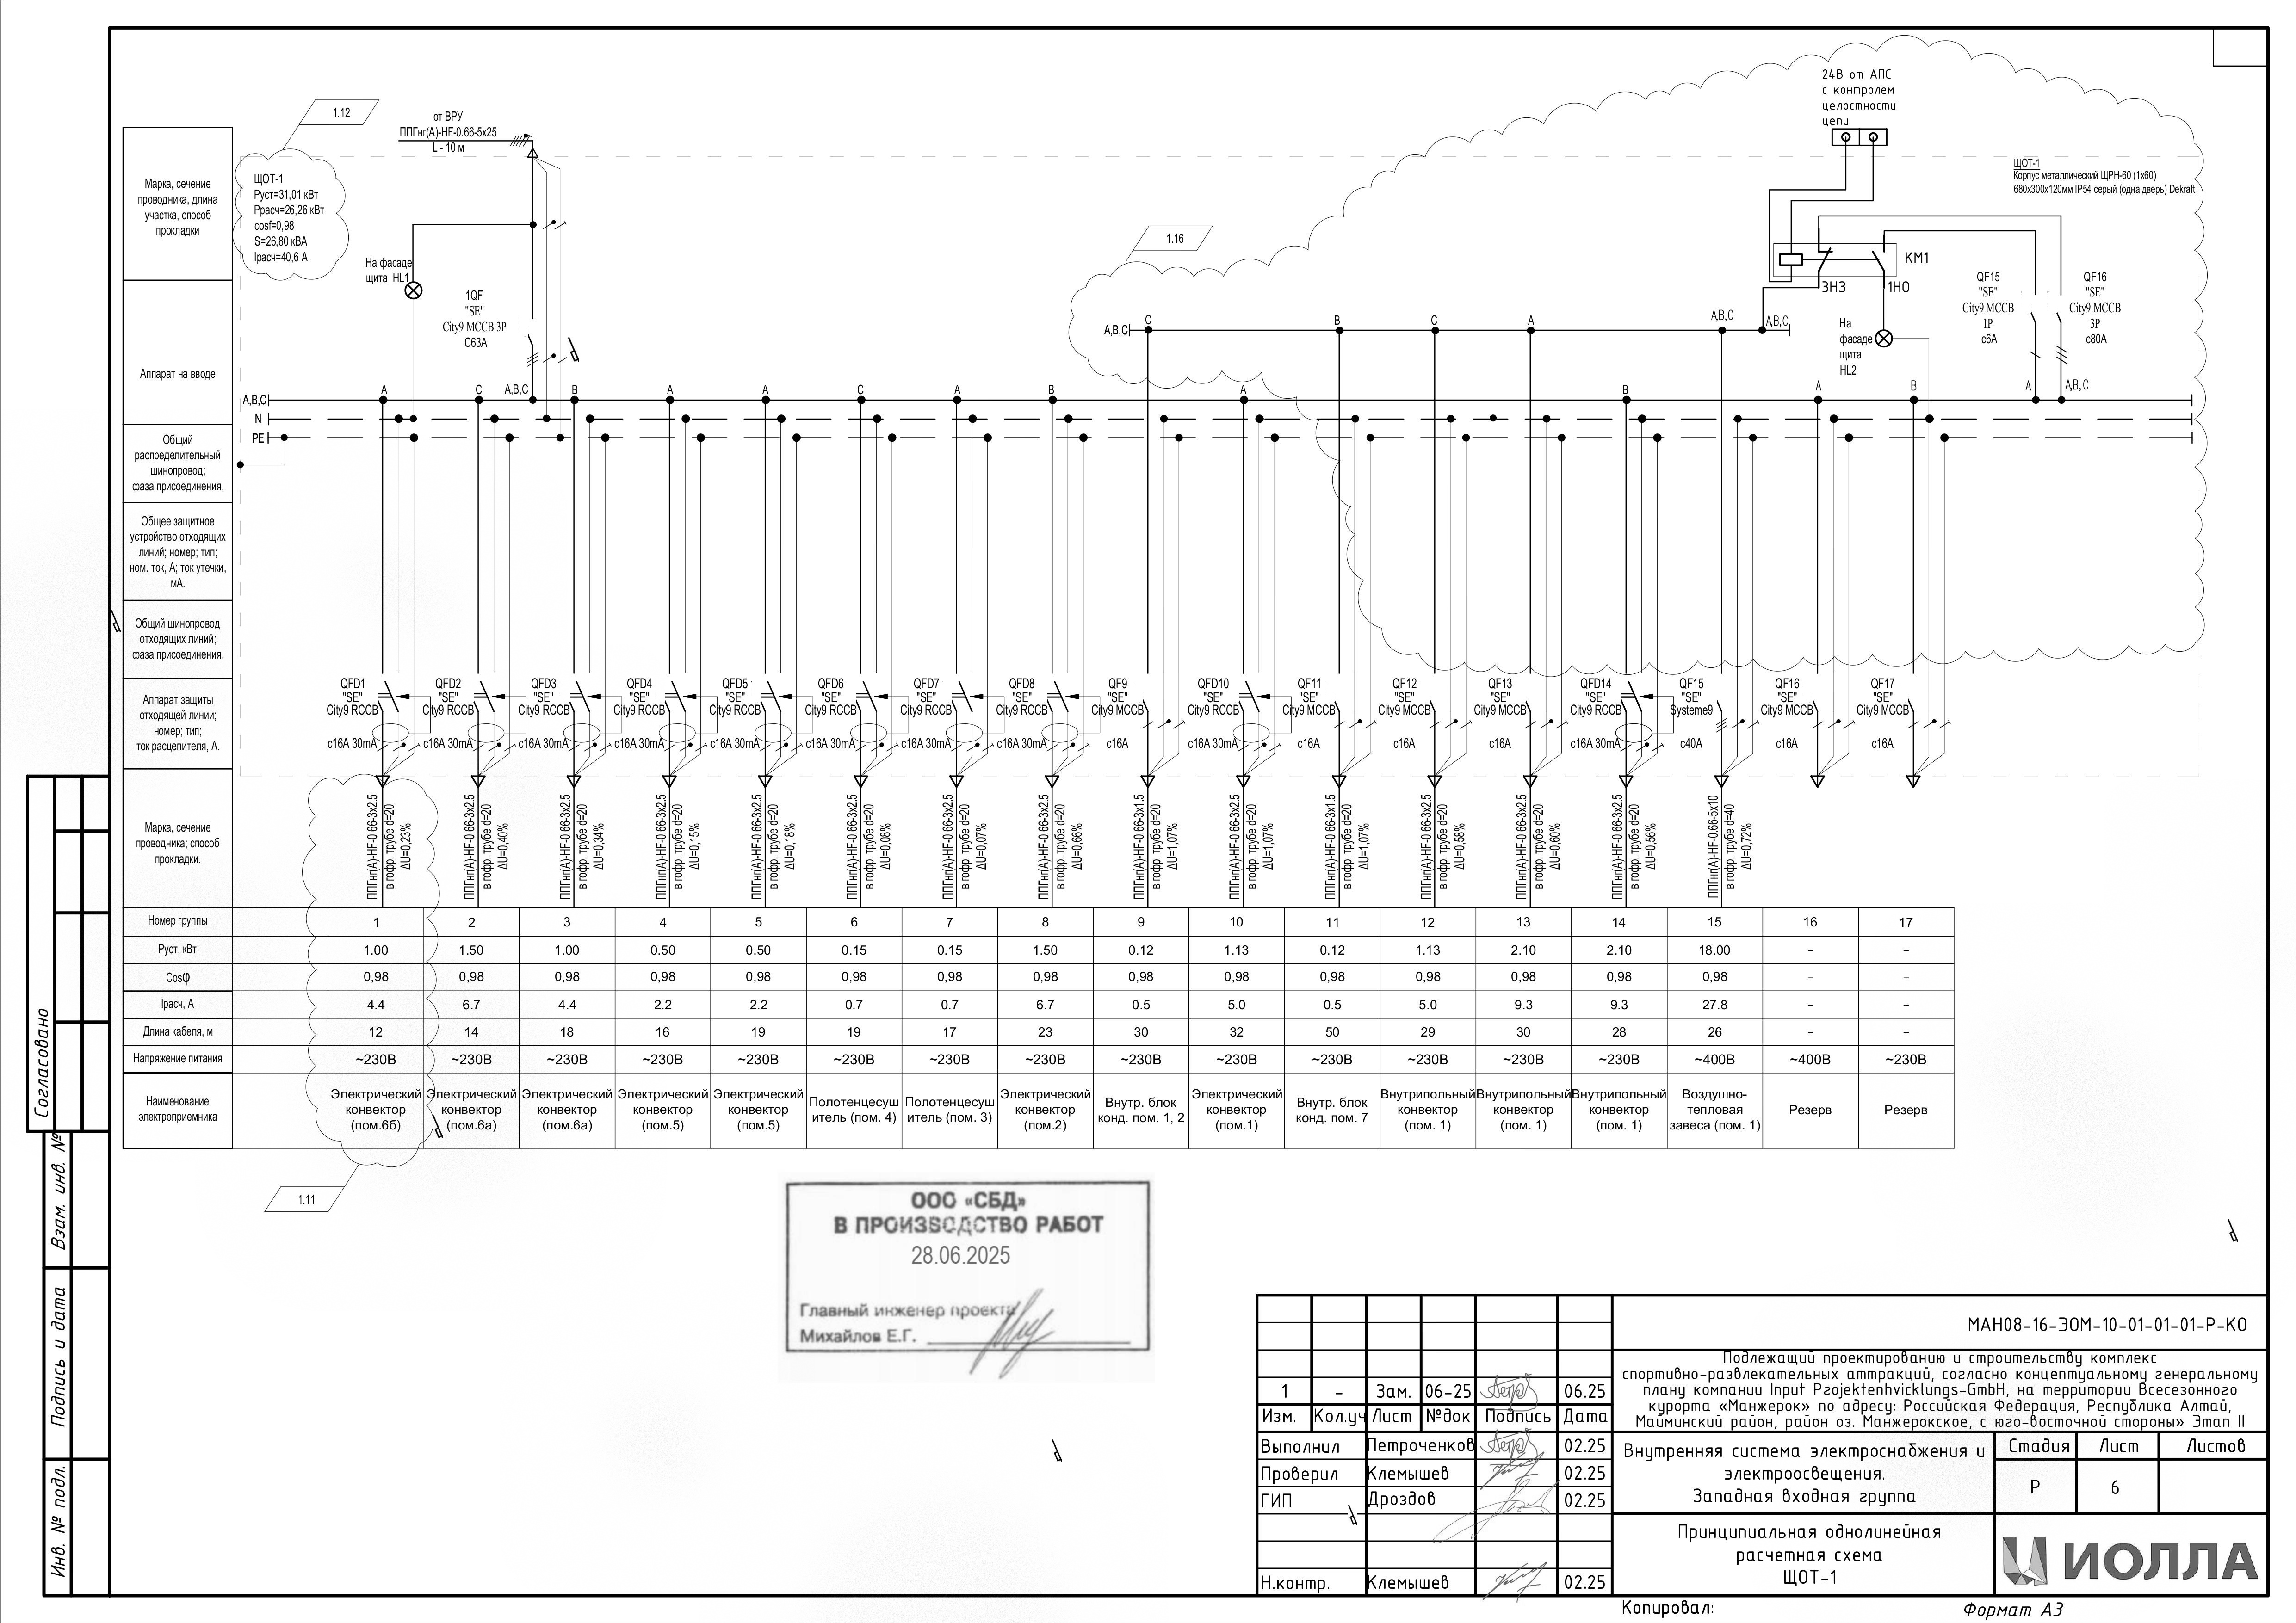 1.12
от ВРУ
ППГнг(А)-HF-0.66-5x25
L - 10 м
24В от АПС
с контролем
целостности
цепи
ЩОТ-1
Корпус металлический ЩРН-60 (1х60)
680х300х120мм IP54 серый (одна дверь) Dekraft
ЩОТ-1
Руст=31,01 кВт
Ррасч=26,26 кВт
cosf=0,98
S=26,80 кВА
Iрасч=40,6 А
На фасаде
щита HL1
1QF
"SE"
City9 MCCB 3P
C63A
1.16
KM1
3НЗ
1НО
На
фасаде
щита
HL2
QF15
"SE"
City9 MCCB
1P
c6A
QF16
"SE"
City9 MCCB
3P
c80A
A,B,C
C
B
C
A
A,B,C
A,B,C
A,B,C
A
C
A,B,C
B
A
A
C
A
B
A
B
A
B
A
A,B,C
N
PE
Марка, сечение
проводника, длина
участка, способ
прокладки
Аппарат на вводе
Общий
распределительный
шинопровод;
фаза присоединения.
Общее защитное
устройство отходящих
линий; номер; тип;
ном. ток, А; ток утечки,
мА.
Общий шинопровод
отходящих линий;
фаза присоединения.
Аппарат защиты
отходящей линии;
номер; тип;
ток расцепителя, А.
Марка, сечение
проводника; способ
прокладки.
QFD1 "SE" City9 RCCB c16A 30mA
QFD2 "SE" City9 RCCB c16A 30mA
QFD3 "SE" City9 RCCB c16A 30mA
QFD4 "SE" City9 RCCB c16A 30mA
QFD5 "SE" City9 RCCB c16A 30mA
QFD6 "SE" City9 RCCB c16A 30mA
QFD7 "SE" City9 RCCB c16A 30mA
QFD8 "SE" City9 RCCB c16A 30mA
QF9 "SE" City9 MCCB c16A
QFD10 "SE" City9 RCCB c16A 30mA
QF11 "SE" City9 MCCB c16A
QF12 "SE" City9 MCCB c16A
QF13 "SE" City9 MCCB c16A
QFD14 "SE" City9 RCCB c16A 30mA
QF15 "SE" Systeme9 c40A
QF16 "SE" City9 MCCB c16A
QF17 "SE" City9 MCCB c16A
ППГнг(А)-HF-0.66-3x2.5 в гофр. трубе d=20 ΔU=0,23%
ППГнг(А)-HF-0.66-3x2.5 в гофр. трубе d=20 ΔU=0,40%
ППГнг(А)-HF-0.66-3x2.5 в гофр. трубе d=20 ΔU=0,34%
ППГнг(А)-HF-0.66-3x2.5 в гофр. трубе d=20 ΔU=0,15%
ППГнг(А)-HF-0.66-3x2.5 в гофр. трубе d=20 ΔU=0,18%
ППГнг(А)-HF-0.66-3x2.5 в гофр. трубе d=20 ΔU=0,08%
ППГнг(А)-HF-0.66-3x2.5 в гофр. трубе d=20 ΔU=0,07%
ППГнг(А)-HF-0.66-3x2.5 в гофр. трубе d=20 ΔU=0,66%
ППГнг(А)-HF-0.66-3x1.5 в гофр. трубе d=20 ΔU=1,07%
ППГнг(А)-HF-0.66-3x2.5 в гофр. трубе d=20 ΔU=1,07%
ППГнг(А)-HF-0.66-3x1.5 в гофр. трубе d=20 ΔU=1,07%
ППГнг(А)-HF-0.66-3x2.5 в гофр. трубе d=20 ΔU=0,58%
ППГнг(А)-HF-0.66-3x2.5 в гофр. трубе d=20 ΔU=0,60%
ППГнг(А)-HF-0.66-3x2.5 в гофр. трубе d=20 ΔU=0,56%
ППГнг(А)-HF-0.66-5x10 в гофр. трубе d=40 ΔU=0,72%
Номер группы 1 2 3 4 5 6 7 8 9 10 11 12 13 14 15 16 17
Руст, кВт 1.00 1.50 1.00 0.50 0.50 0.15 0.15 1.50 0.12 1.13 0.12 1.13 2.10 2.10 18.00 – –
Cosφ 0,98 0,98 0,98 0,98 0,98 0,98 0,98 0,98 0,98 0,98 0,98 0,98 0,98 0,98 0,98 – –
Iрасч, А 4.4 6.7 4.4 2.2 2.2 0.7 0.7 6.7 0.5 5.0 0.5 5.0 9.3 9.3 27.8 – –
Длина кабеля, м 12 14 18 16 19 19 17 23 30 32 50 29 30 28 26 – –
Напряжение питания ~230В ~230В ~230В ~230В ~230В ~230В ~230В ~230В ~230В ~230В ~230В ~230В ~230В ~230В ~400В ~400В ~230В
Наименование
электроприемника
Электрический конвектор (пом.6б)
Электрический конвектор (пом.6а)
Электрический конвектор (пом.6а)
Электрический конвектор (пом.5)
Электрический конвектор (пом.5)
Полотенцесуш итель (пом. 4)
Полотенцесуш итель (пом. 3)
Электрический конвектор (пом.2)
Внутр. блок конд. пом. 1, 2
Электрический конвектор (пом.1)
Внутр. блок конд. пом. 7
Внутрипольный конвектор (пом. 1)
Внутрипольный конвектор (пом. 1)
Внутрипольный конвектор (пом. 1)
Воздушно- тепловая завеса (пом. 1)
Резерв
Резерв
1.11
ООО «СБД»
В ПРОИЗВОДСТВО РАБОТ
28.06.2025
Главный инженер проекта
Михайлов Е.Г.
Согласовано
Взам. инв. №
Подпись и дата
Инв. № подл.
МАН08-16-ЭОМ-10-01-01-01-Р-КО
Подлежащий проектированию и строительству комплекс
спортивно-развлекательных аттракций, согласно концептуальному генеральному
плану компании Input Projektenhvicklungs-GmbH, на территории Всесезонного
курорта «Манжерок» по адресу: Российская Федерация, Республика Алтай,
Майминский район, район оз. Манжерокское, с юго-восточной стороны» Этап II
1 – Зам. 06-25 06.25
Изм. Кол.уч Лист №док Подпись Дата
Выполнил Петроченков 02.25
Проверил Клемышев 02.25
ГИП Дроздов 02.25
Н.контр. Клемышев 02.25
Внутренняя система электроснабжения и
электроосвещения.
Западная входная группа
Стадия Лист Листов
Р 6
Принципиальная однолинейная
расчетная схема
ЩОТ-1
ИОЛЛА
Копировал:
Формат А3